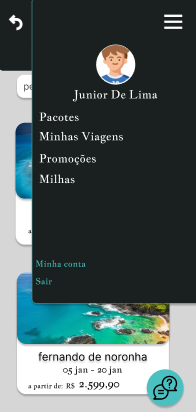 Junior De Lima
Pacotes
Minhas Viagens
Promoções
Milhas
Minha conta
Sair
fernando de noronha
05 jan - 20 jan
a partir de: R$ 2.599,90